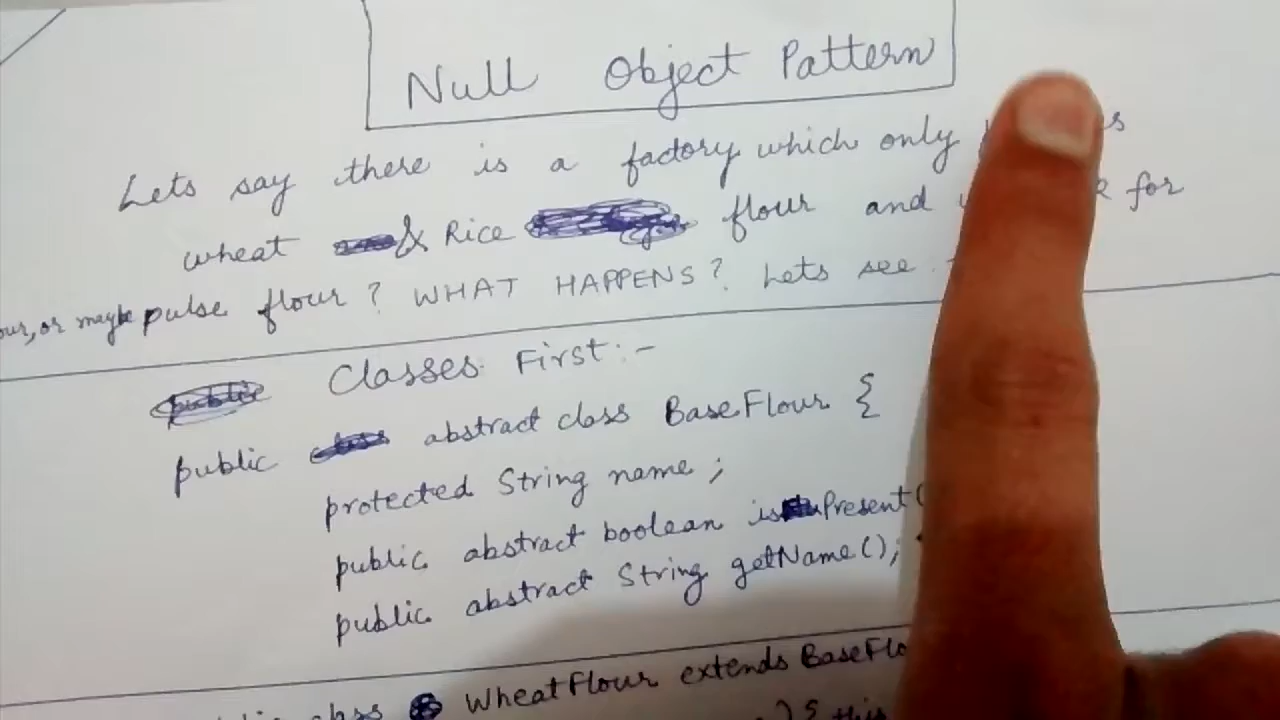 Null Object Pattern
Lets say there is a factory which only
wheat & Rice flour and for
or maybe pulse flour ? WHAT HAPPENS? Lets see
Classes First :-
public abstract class BaseFlour {
protected String name ;
public abstract boolean isPresent(
public abstract String getName();
WheatFlour extends BaseFlo